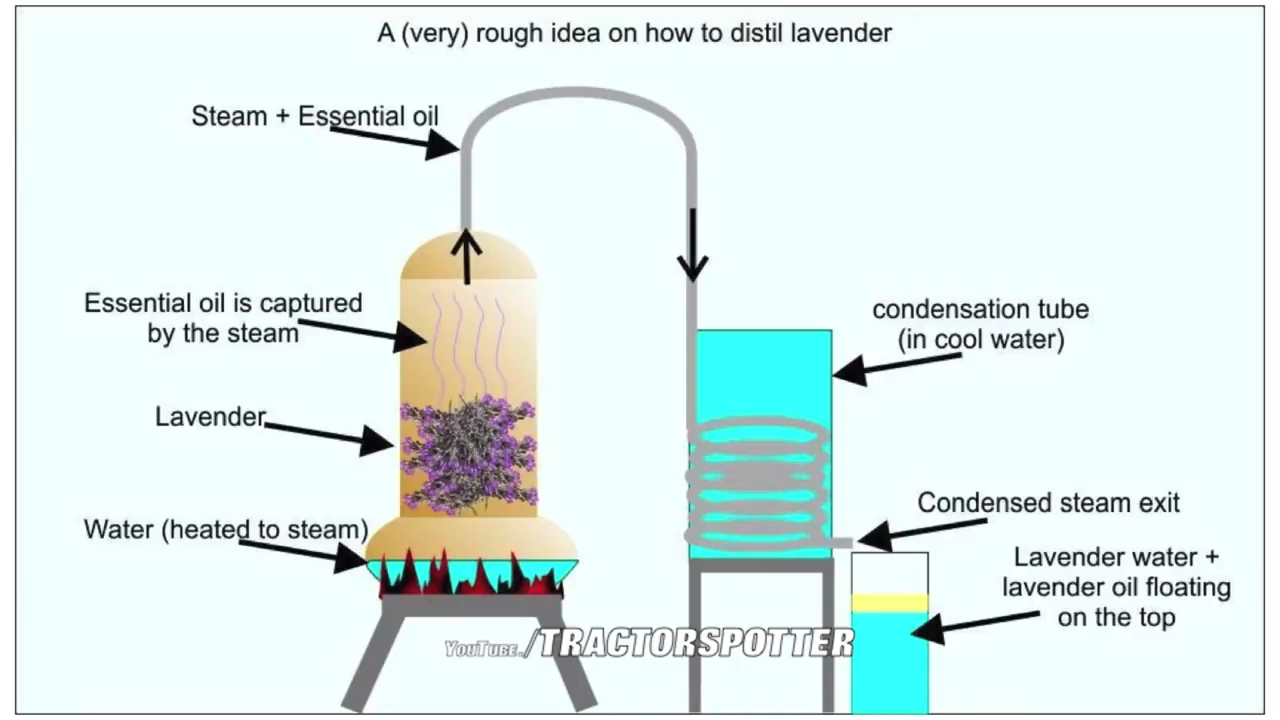 A (very) rough idea on how to distil lavender
Steam + Essential oil
Essential oil is captured
by the steam
condensation tube
(in cool water)
Lavender
Water (heated to steam)
Condensed steam exit
Lavender water +
lavender oil floating
on the top
YouTube./TRACTORSPOTTER